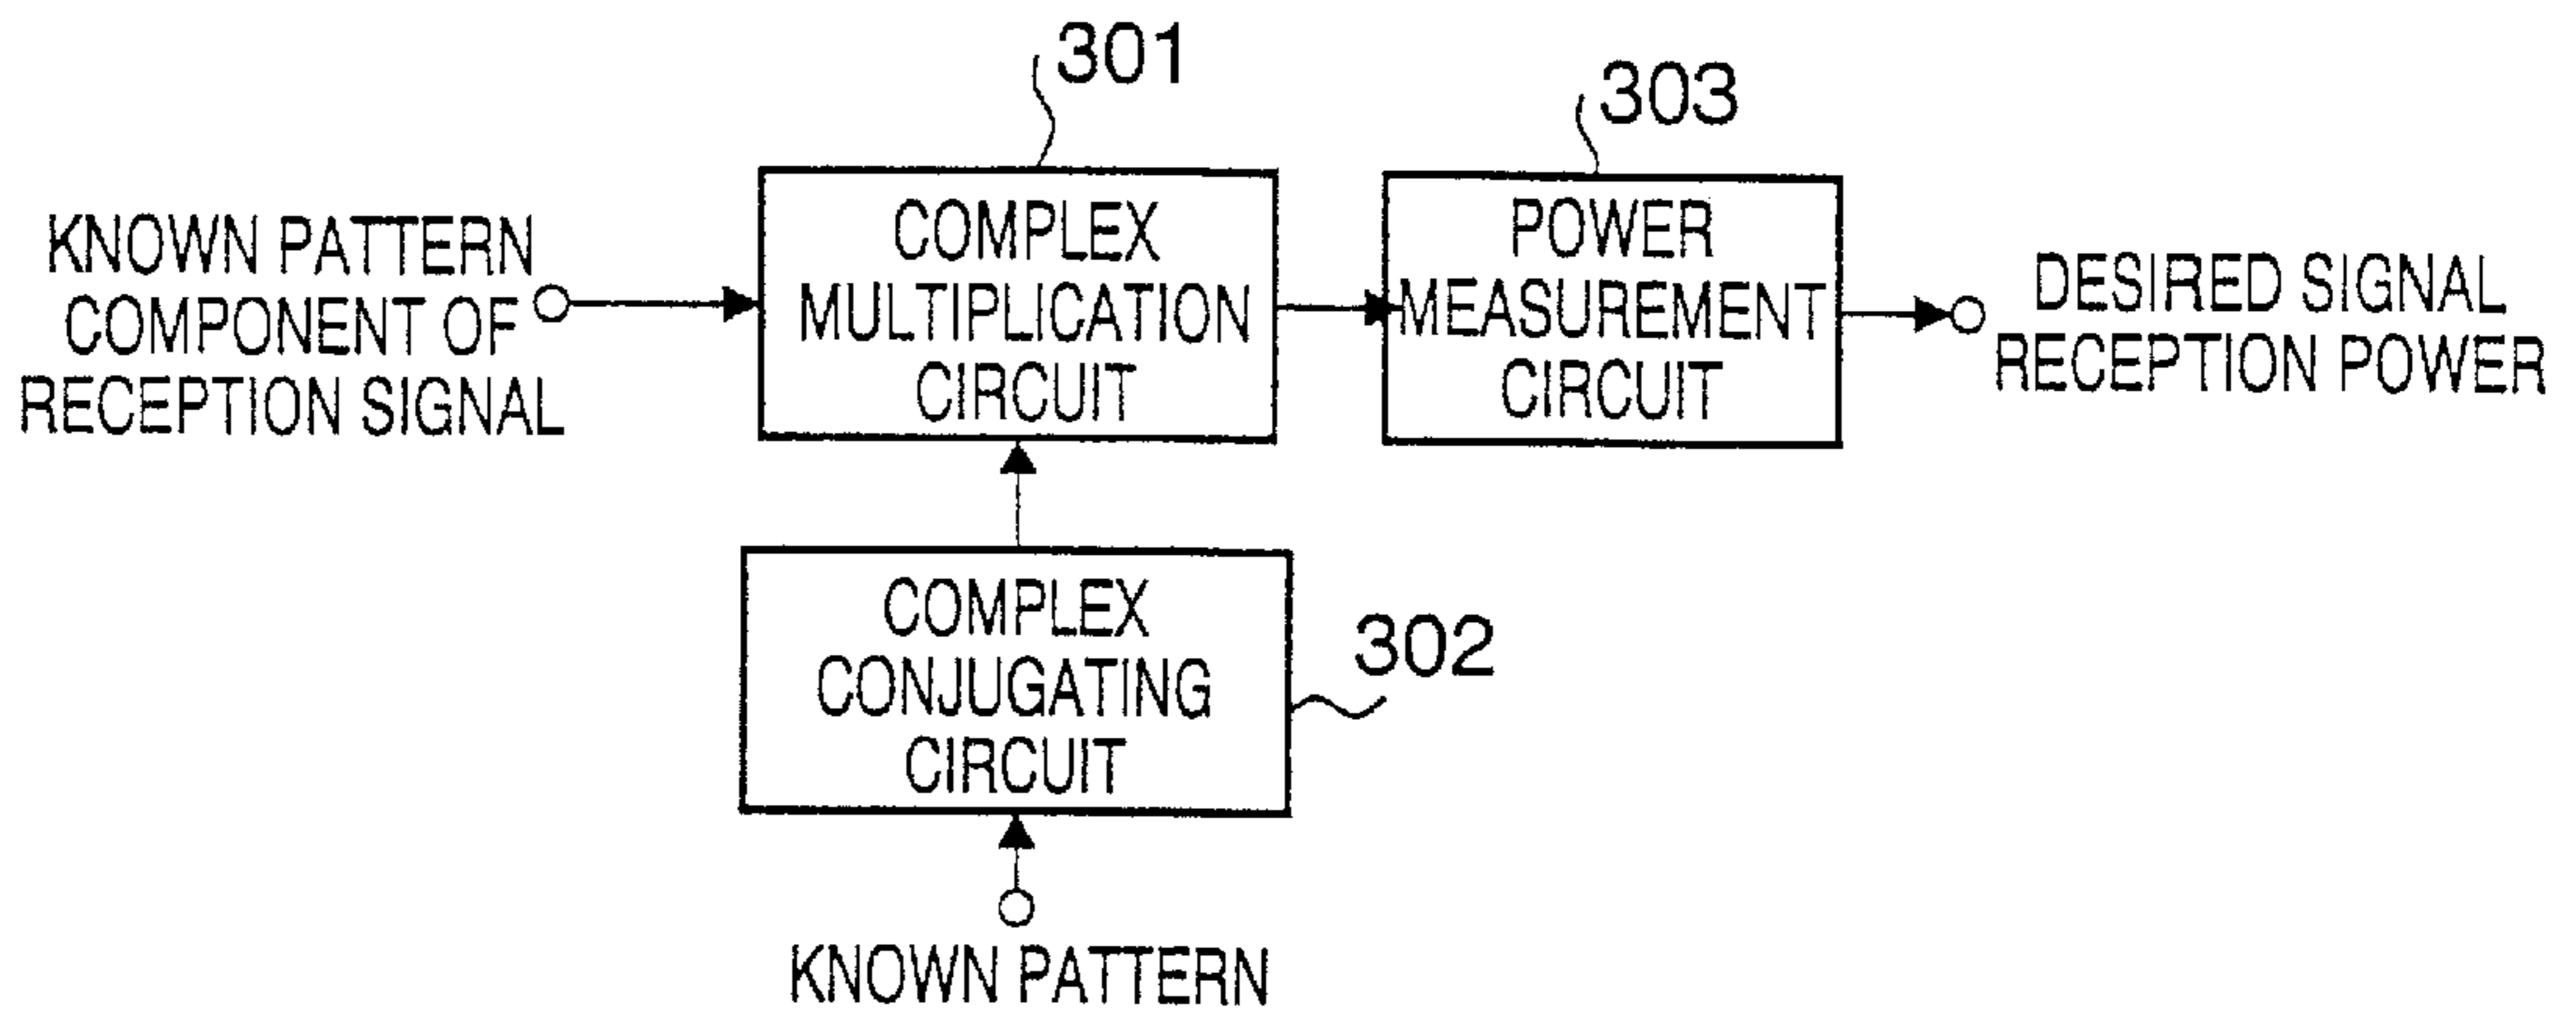 301
303
KNOWN PATTERN
COMPONENT OF
RECEPTION SIGNAL
COMPLEX
MULTIPLICATION
CIRCUIT
POWER
MEASUREMENT
CIRCUIT
DESIRED SIGNAL
RECEPTION POWER
COMPLEX
CONJUGATING
CIRCUIT
302
KNOWN PATTERN